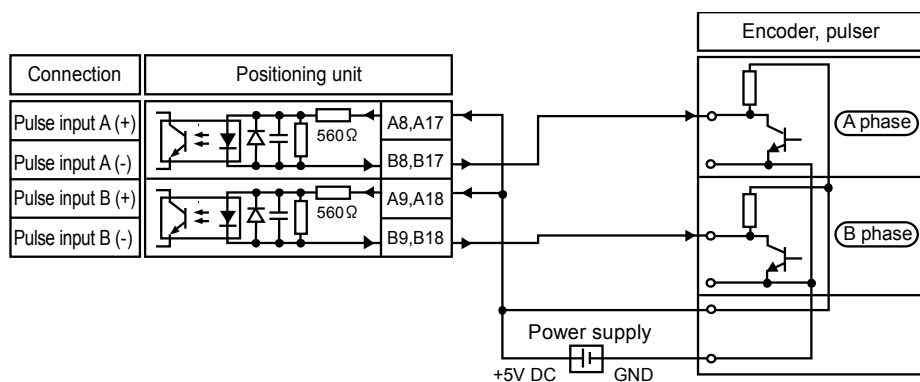 Encoder, pulser
Connection
Positioning unit
Pulse input A (+)
560Ω
A8,A17
A phase
Pulse input A (-)
B8,B17
Pulse input B (+)
560Ω
A9,A18
Pulse input B (-)
B9,B18
B phase
Power supply
+5V DC
GND